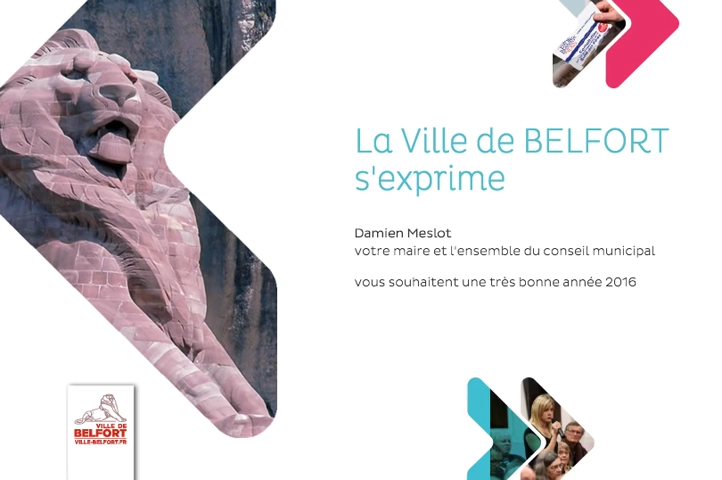 La Ville de BELFORT
s'exprime
Damien Meslot
votre maire et l'ensemble du conseil municipal
vous souhaitent une très bonne année 2016
VILLE DE
BELFORT
VILLE-BELFORT.FR